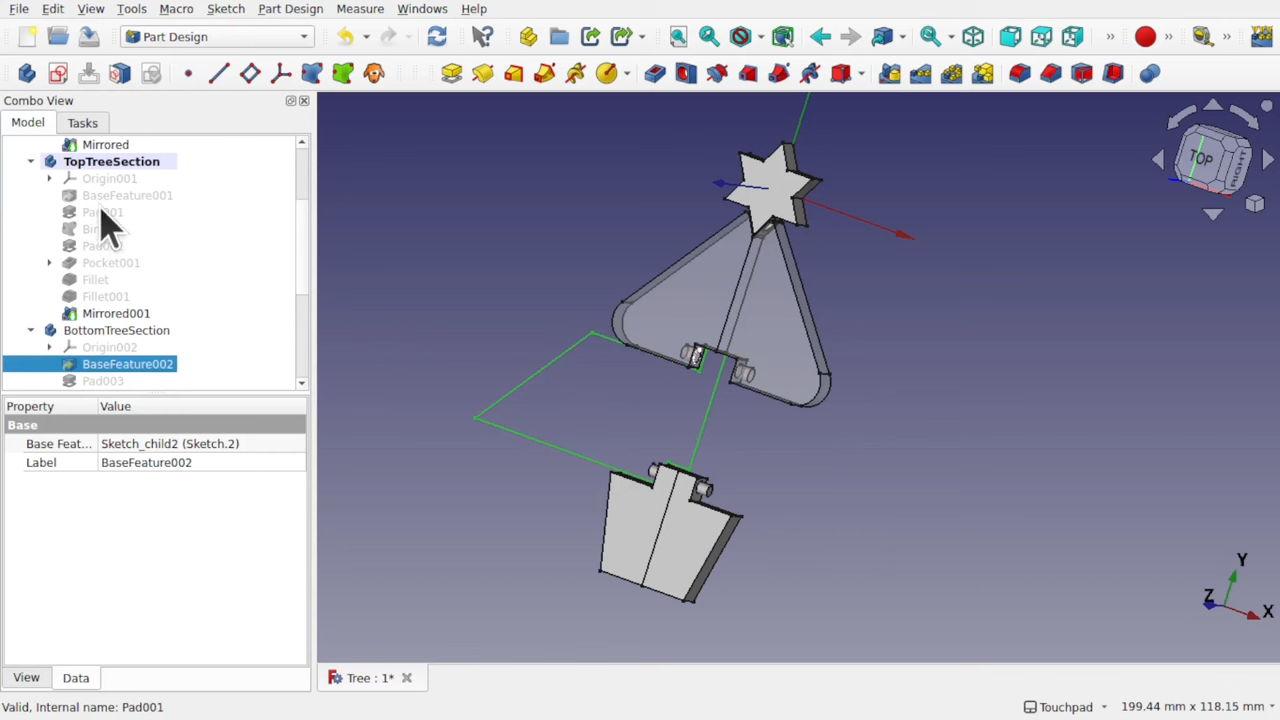 File Edit View Tools Macro Sketch Part Design Measure Windows Help
Part Design
Combo View
Model Tasks
Mirrored
TopTreeSection
Origin001
BaseFeature001
Mirrored001
Pocket001
Fillet
Fillet001
BottomTreeSection
Origin002
BaseFeature002
Pad003
Property Value
Base
Base Feat... Sketch_child2 (Sketch.2)
Label BaseFeature002
View Data
TOP
RIGHT
Y
Z
X
Tree : 1*
Valid, Internal name: Pad001
Touchpad 199.44 mm x 118.15 mm